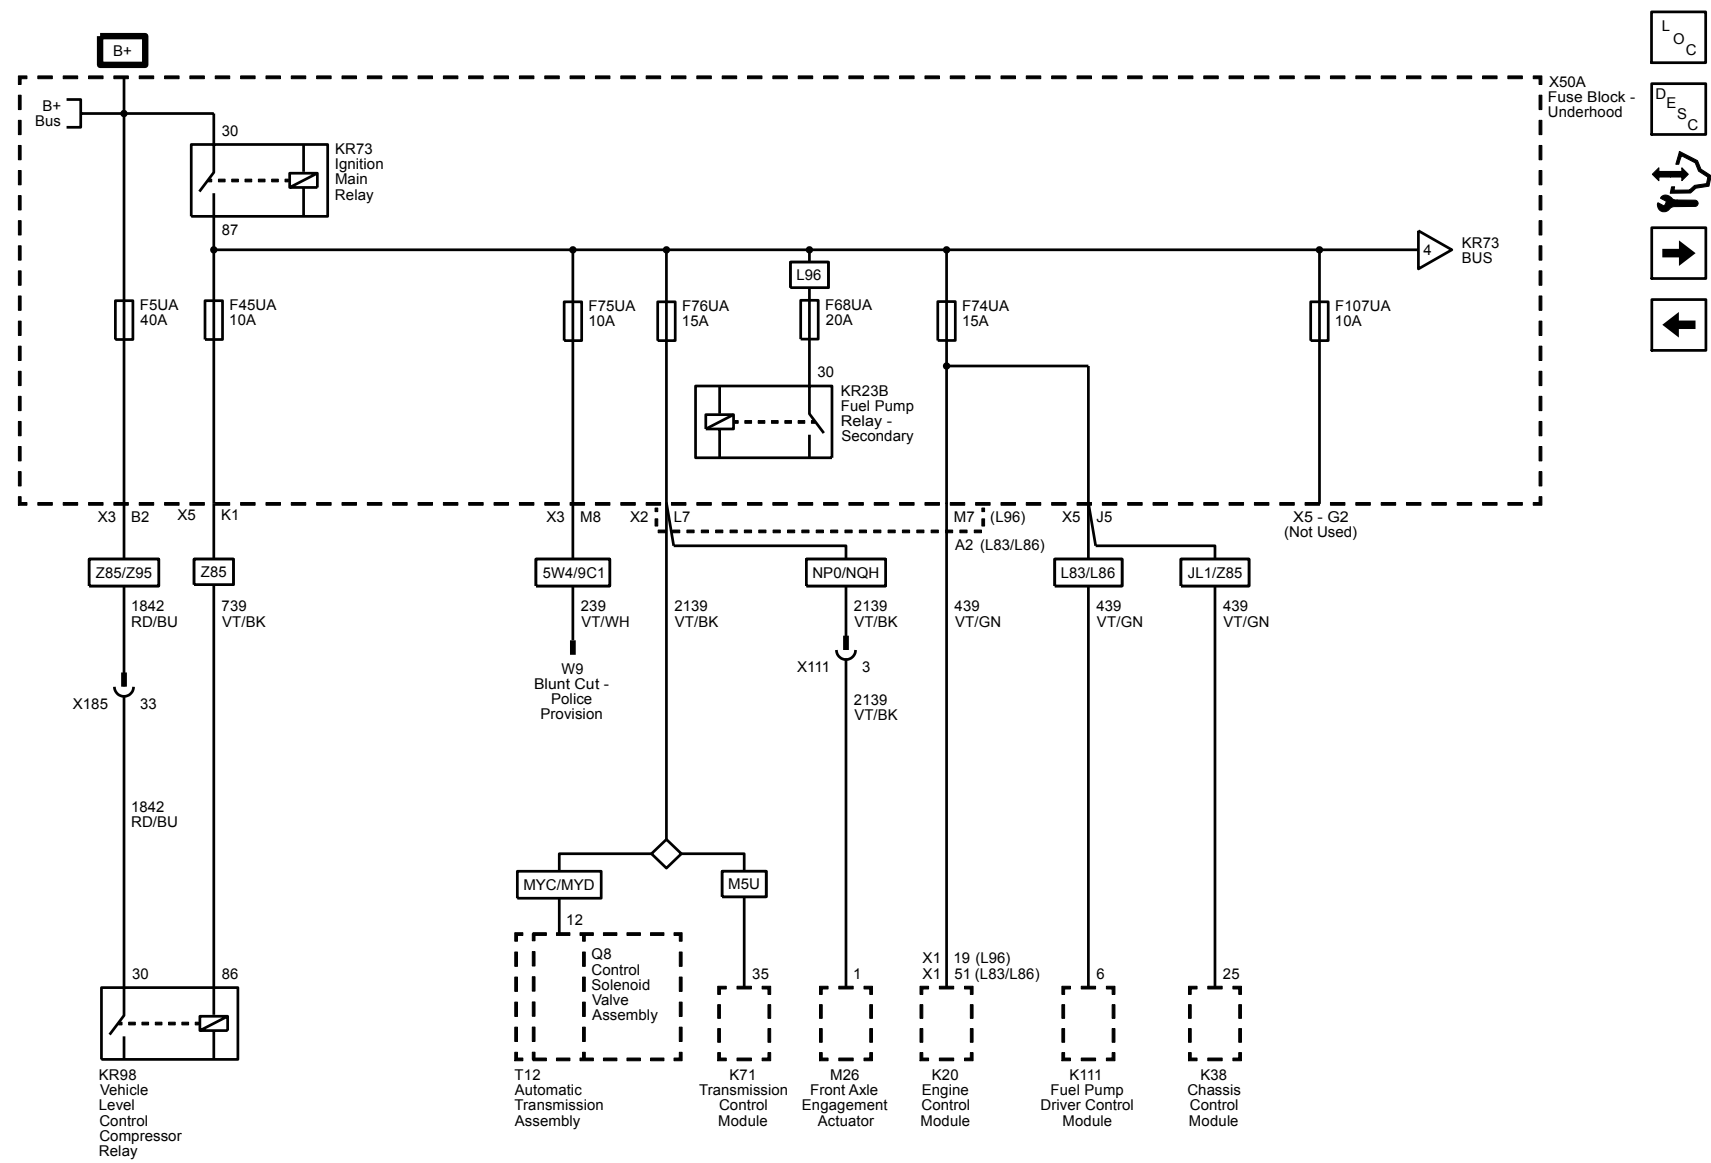 B+
L O C
X50A
Fuse Block -
Underhood
D E S C
B+
Bus
30
KR73
Ignition
Main
Relay
87
4
KR73
BUS
L96
F5UA
40A
F45UA
10A
F75UA
10A
F76UA
15A
F68UA
20A
F74UA
15A
F107UA
10A
30
KR23B
Fuel Pump
Relay -
Secondary
X3 B2 X5 K1 X3 M8 X2 L7 M7 (L96) X5 J5 X5 - G2
(Not Used)
A2 (L83/L86)
Z85/Z95 Z85 5W4/9C1 NP0/NQH L83/L86 JL1/Z85
1842
RD/BU
739
VT/BK
239
VT/WH
2139
VT/BK
2139
VT/BK
439
VT/GN
439
VT/GN
439
VT/GN
W9
Blunt Cut -
Police
Provision
X111 3
X185 33
2139
VT/BK
1842
RD/BU
MYC/MYD M5U
12
Q8
Control
Solenoid
Valve
Assembly
X1 19 (L96)
X1 51 (L83/L86)
30 86 35 1 6 25
KR98
Vehicle
Level
Control
Compressor
Relay
T12
Automatic
Transmission
Assembly
K71
Transmission
Control
Module
M26
Front Axle
Engagement
Actuator
K20
Engine
Control
Module
K111
Fuel Pump
Driver Control
Module
K38
Chassis
Control
Module